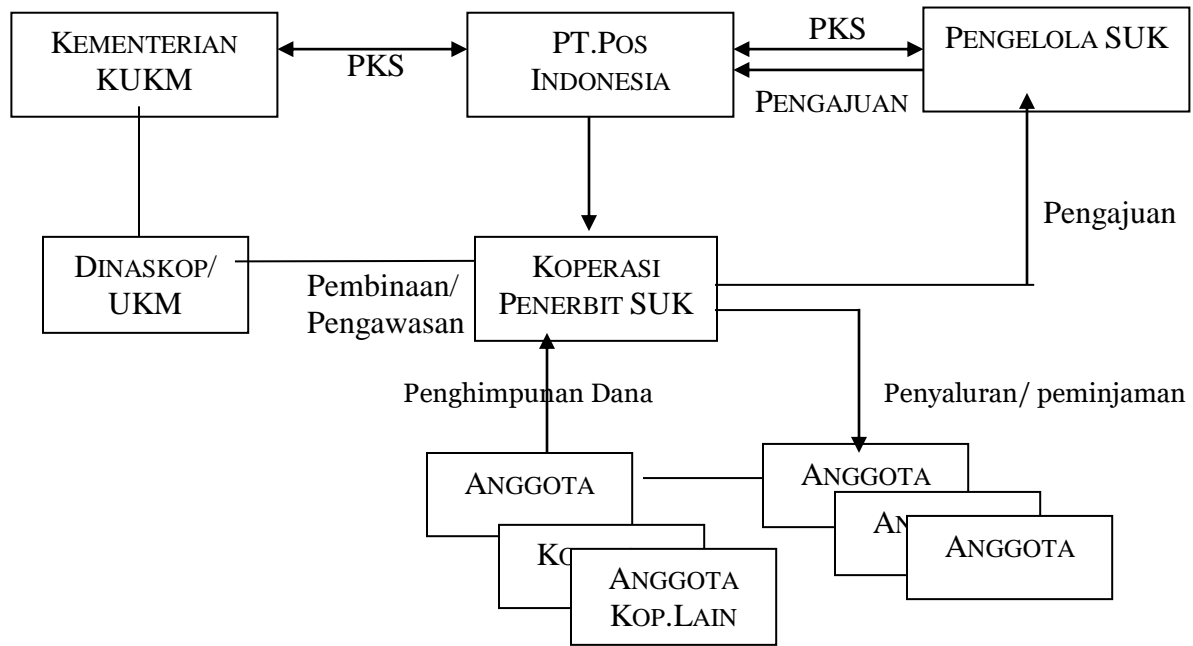 KEMENTERIAN
KUKM
PKS
PT.POS
INDONESIA
PKS
PENGAJUAN
PENGELOLA SUK
Pengajuan
DINASKOP/
UKM
Pembinaan/
Pengawasan
KOPERASI
PENERBIT SUK
Penghimpunan Dana
Penyaluran/ peminjaman
ANGGOTA
ANGGOTA
KOP.LAIN
ANGGOTA
ANGGOTA